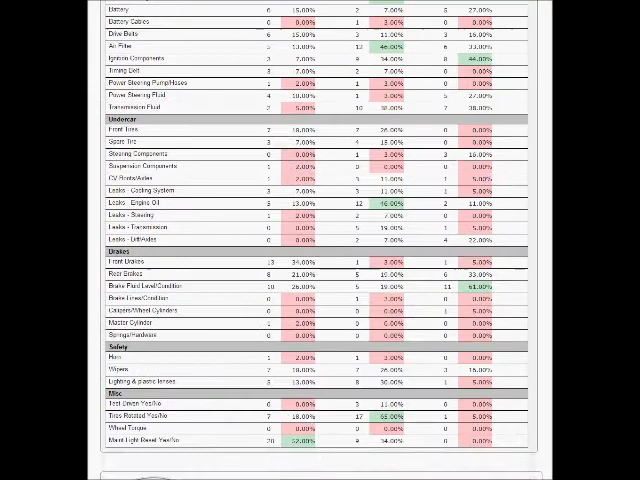 Battery 6 15.00% 2 7.00% 5 27.00%
Battery Cables 0 0.00% 1 3.00% 0 0.00%
Drive Belts 6 15.00% 3 11.00% 3 16.00%
Air Filter 5 13.00% 12 46.00% 6 33.00%
Ignition Components 3 7.00% 9 34.00% 8 44.00%
Timing Belt 3 7.00% 2 7.00% 0 0.00%
Power Steering Pump/Hoses 1 2.00% 1 3.00% 0 0.00%
Power Steering Fluid 4 10.00% 1 3.00% 5 27.00%
Transmission Fluid 2 5.00% 10 38.00% 7 38.00%
Undercar
Front Tires 7 18.00% 7 26.00% 0 0.00%
Spare Tire 3 7.00% 4 15.00% 0 0.00%
Steering Components 0 0.00% 1 3.00% 3 16.00%
Suspension Components 1 2.00% 0 0.00% 0 0.00%
CV Boots/Axles 1 2.00% 3 11.00% 1 5.00%
Leaks - Cooling System 3 7.00% 3 11.00% 1 5.00%
Leaks - Engine Oil 5 13.00% 12 46.00% 2 11.00%
Leaks - Steering 1 2.00% 2 7.00% 0 0.00%
Leaks - Transmission 0 0.00% 5 19.00% 1 5.00%
Leaks - Diff/Axles 0 0.00% 2 7.00% 4 22.00%
Brakes
Front Brakes 13 34.00% 1 3.00% 1 5.00%
Rear Brakes 8 21.00% 5 19.00% 6 33.00%
Brake Fluid Level/Condition 10 26.00% 5 19.00% 11 61.00%
Brake Lines/Condition 0 0.00% 1 3.00% 0 0.00%
Calipers/Wheel Cylinders 0 0.00% 0 0.00% 1 5.00%
Master Cylinder 1 2.00% 0 0.00% 0 0.00%
Springs/Hardware 0 0.00% 0 0.00% 0 0.00%
Safety
Horn 1 2.00% 1 3.00% 0 0.00%
Wipers 7 18.00% 7 26.00% 3 16.00%
Lighting & plastic lenses 5 13.00% 8 30.00% 1 5.00%
Misc
Test Driven Yes/No 0 0.00% 3 11.00% 0 0.00%
Tires Rotated Yes/No 7 18.00% 17 65.00% 1 5.00%
Wheel Torque 0 0.00% 0 0.00% 0 0.00%
Maint Light Reset Yes/No 20 52.00% 9 34.00% 0 0.00%